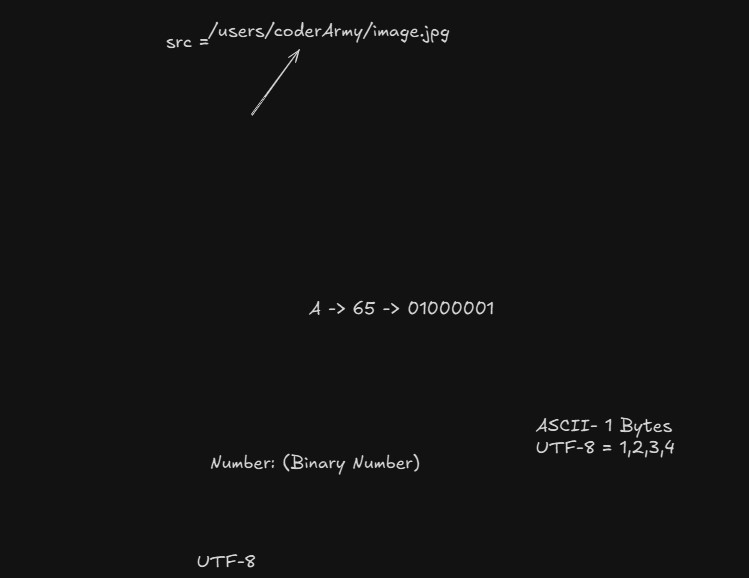 src = /users/coderArmy/image.jpg
A -> 65 -> 01000001
ASCII- 1 Bytes
UTF-8 = 1,2,3,4
Number: (Binary Number)
UTF-8